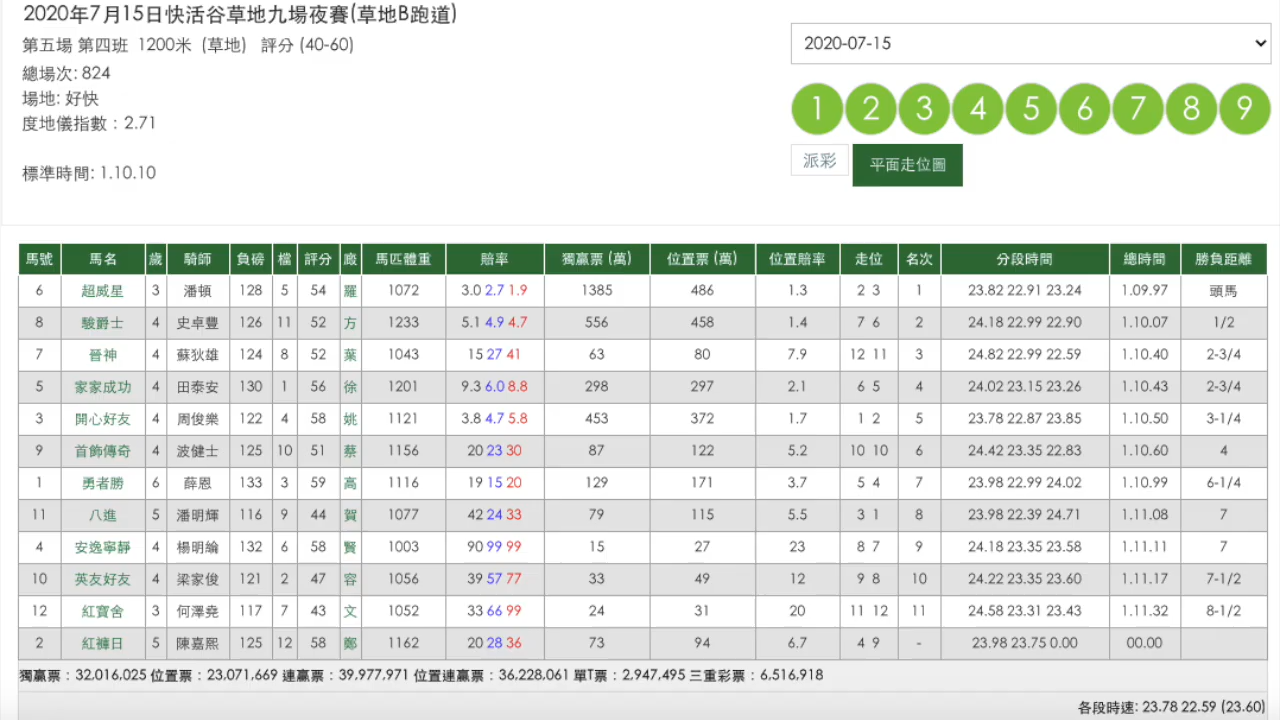 2020年7月15日快活谷草地九場夜賽(草地B跑道)
第五場 第四班 1200米 (草地) 評分 (40-60)
總場次: 824
場地: 好快
度地儀指數：2.71
標準時間: 1.10.10
2020-07-15
1 2 3 4 5 6 7 8 9
派彩 平面走位圖
馬號 馬名 歲 騎師 負磅 檔 評分 廄 馬匹體重 賠率 獨贏票 (萬) 位置票 (萬) 位置賠率 走位 名次 分段時間 總時間 勝負距離
6 超威星 3 潘頓 128 5 54 羅 1072 3.0 2.7 1.9 1385 486 1.3 2 3 1 23.82 22.91 23.24 1.09.97 頭馬
8 駿爵士 4 史卓豐 126 11 52 方 1233 5.1 4.9 4.7 556 458 1.4 7 6 2 24.18 22.99 22.90 1.10.07 1/2
7 晉神 4 蘇狄雄 124 8 52 葉 1043 15 27 41 63 80 7.9 12 11 3 24.82 22.99 22.59 1.10.40 2-3/4
5 家家成功 4 田泰安 130 1 56 徐 1201 9.3 6.0 8.8 298 297 2.1 6 5 4 24.02 23.15 23.26 1.10.43 2-3/4
3 開心好友 4 周俊樂 122 4 58 姚 1121 3.8 4.7 5.8 453 372 1.7 1 2 5 23.78 22.87 23.85 1.10.50 3-1/4
9 首飾傳奇 4 波健士 125 10 51 蔡 1156 20 23 30 87 122 5.2 10 10 6 24.42 23.35 22.83 1.10.60 4
1 勇者勝 6 薛恩 133 3 59 高 1116 19 15 20 129 171 3.7 5 4 7 23.98 22.99 24.02 1.10.99 6-1/4
11 八進 5 潘明輝 116 9 44 賀 1077 42 24 33 79 115 5.5 3 1 8 23.98 22.39 24.71 1.11.08 7
4 安逸寧靜 4 楊明綸 132 6 58 賢 1003 90 99 99 15 27 23 8 7 9 24.18 23.35 23.58 1.11.11 7
10 英友好友 4 梁家俊 121 2 47 容 1056 39 57 77 33 49 12 9 8 10 24.22 23.35 23.60 1.11.17 7-1/2
12 紅寶舍 3 何澤堯 117 7 43 文 1052 33 66 99 24 31 20 11 12 11 24.58 23.31 23.43 1.11.32 8-1/2
2 紅褲日 5 陳嘉熙 125 12 58 鄭 1162 20 28 36 73 94 6.7 4 9 - 23.98 23.75 0.00 00.00
獨贏票：32,016,025 位置票：23,071,669 連贏票：39,977,971 位置連贏票：36,228,061 單T票：2,947,495 三重彩票：6,516,918
各段時速: 23.78 22.59 (23.60)